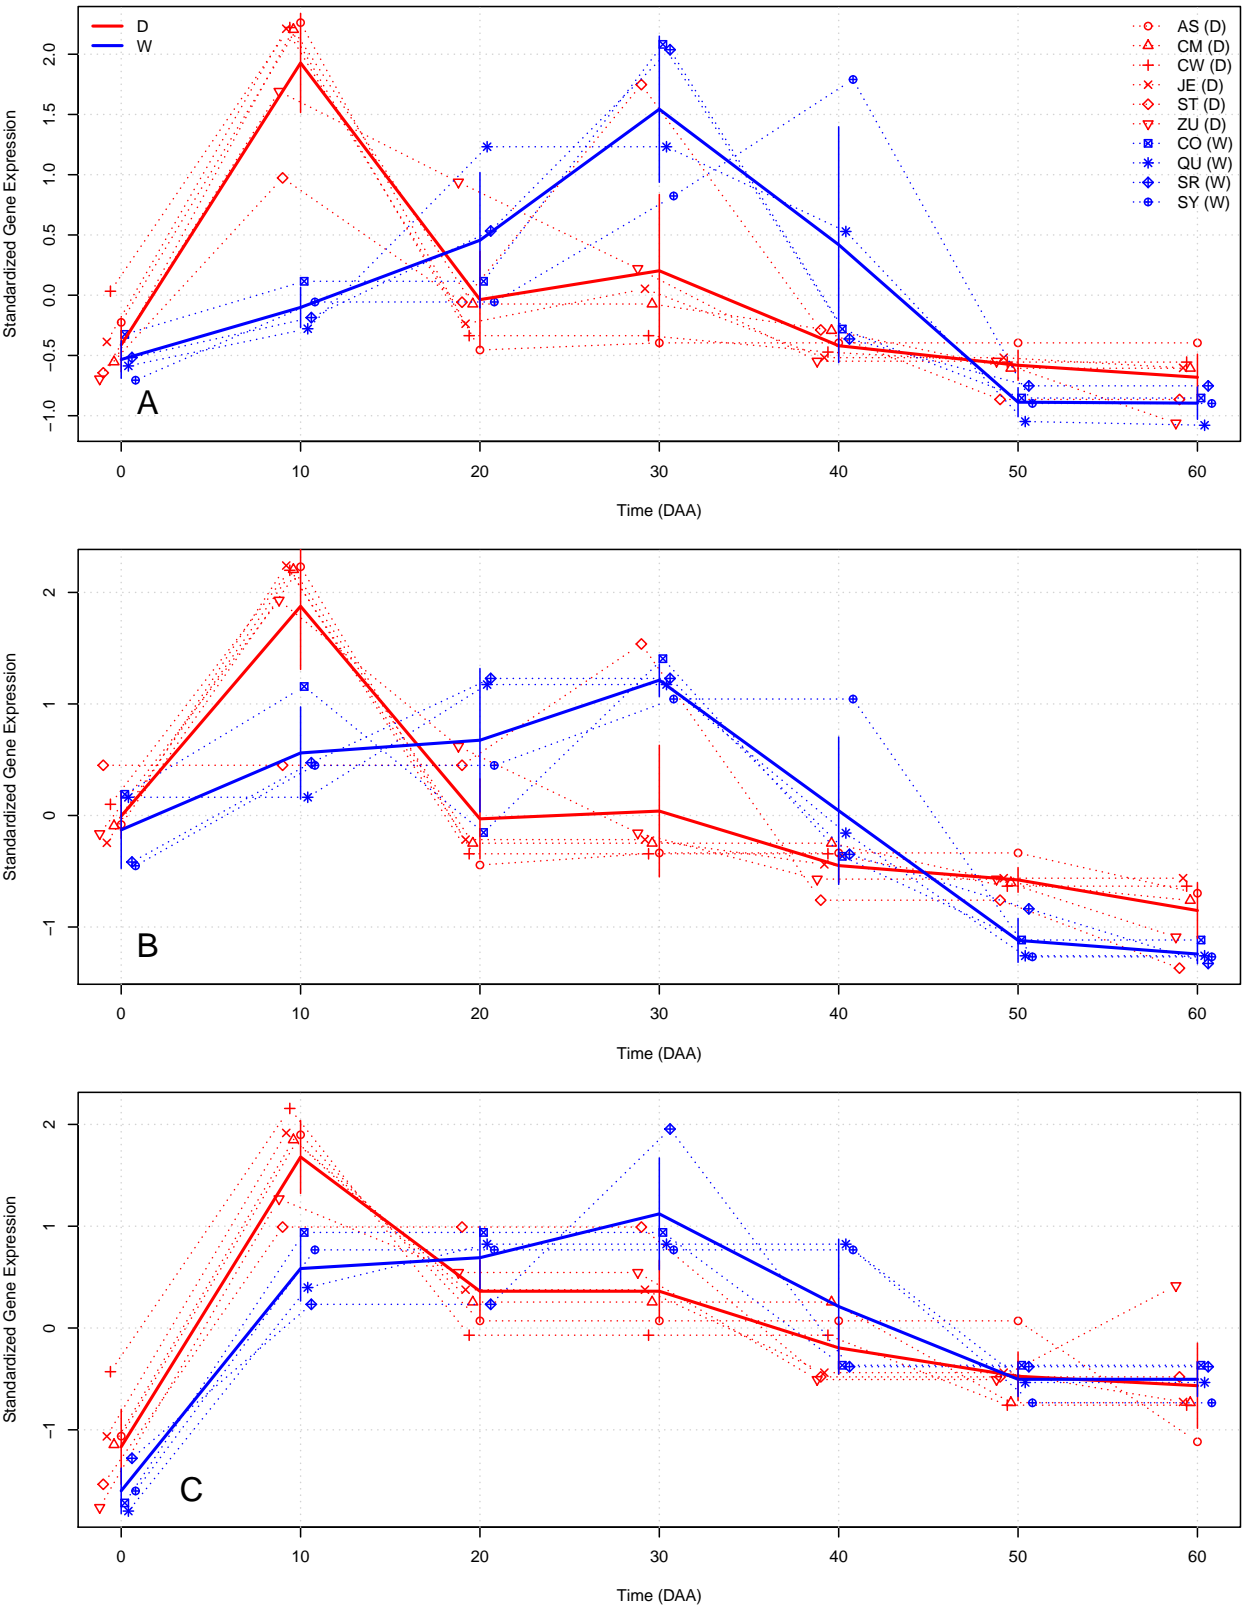 D
W
AS (D)
CM (D)
CW (D)
JE (D)
ST (D)
ZU (D)
CO (W)
QU (W)
SR (W)
SY (W)
Standardized Gene Expression
2.0
1.5
1.0
0.5
0.0
−0.5
−1.0
A
0 10 20 30 40 50 60
Time (DAA)
Standardized Gene Expression
2
1
0
−1
B
0 10 20 30 40 50 60
Time (DAA)
Standardized Gene Expression
2
1
0
−1
C
0 10 20 30 40 50 60
Time (DAA)